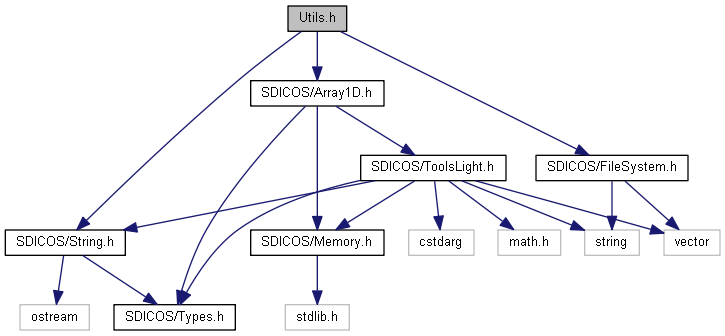 Utils.h
SDICOS/Array1D.h
SDICOS/ToolsLight.h
SDICOS/FileSystem.h
SDICOS/String.h
SDICOS/Memory.h
cstdarg
math.h
string
vector
ostream
SDICOS/Types.h
stdlib.h